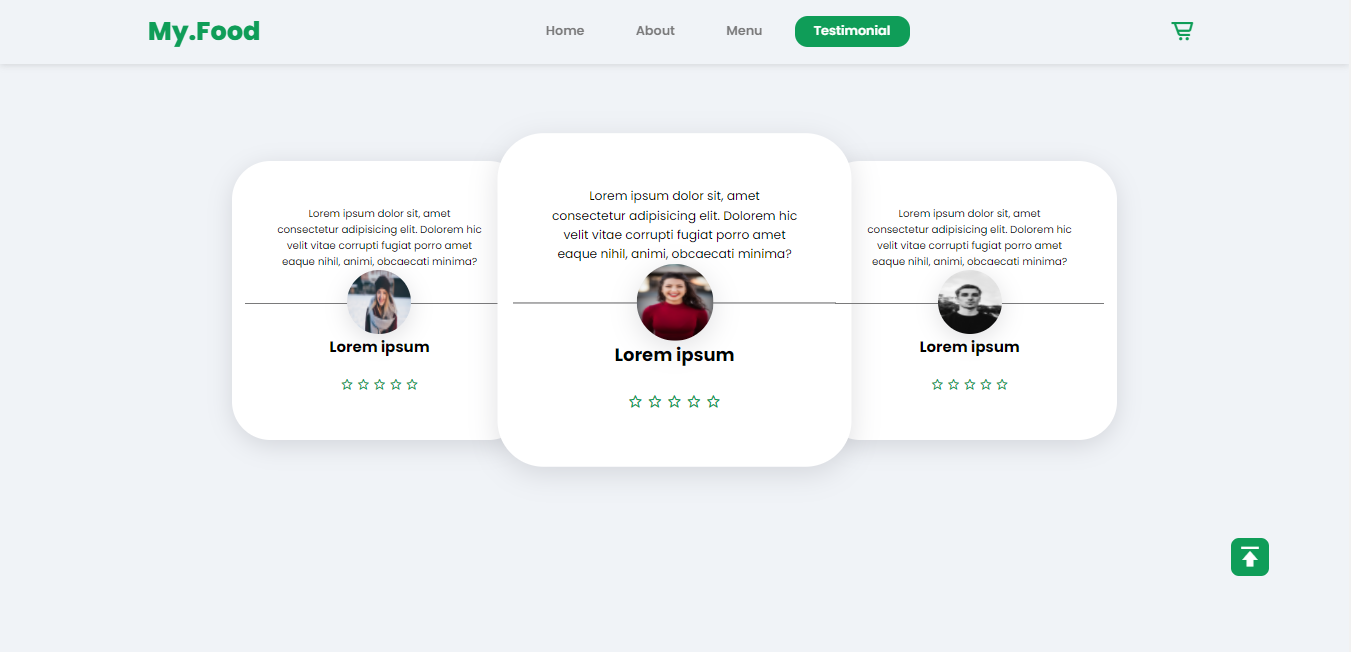 My.Food
Home
About
Menu
Testimonial
Lorem ipsum dolor sit, amet
consectetur adipisicing elit. Dolorem hic
velit vitae corrupti fugiat porro amet
eaque nihil, animi, obcaecati minima?
Lorem ipsum
Lorem ipsum dolor sit, amet
consectetur adipisicing elit. Dolorem hic
velit vitae corrupti fugiat porro amet
eaque nihil, animi, obcaecati minima?
Lorem ipsum
Lorem ipsum dolor sit, amet
consectetur adipisicing elit. Dolorem hic
velit vitae corrupti fugiat porro amet
eaque nihil, animi, obcaecati minima?
Lorem ipsum